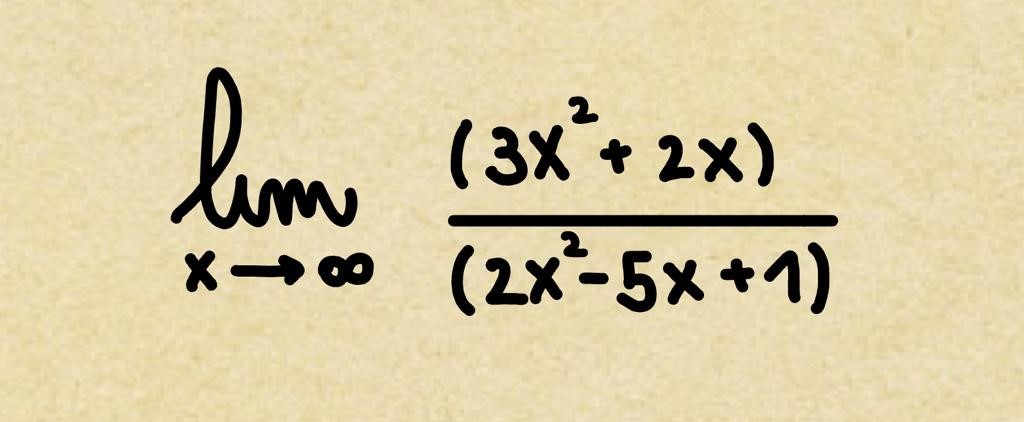 lim (3x²+ 2x)
x→∞ (2x²-5x+1)